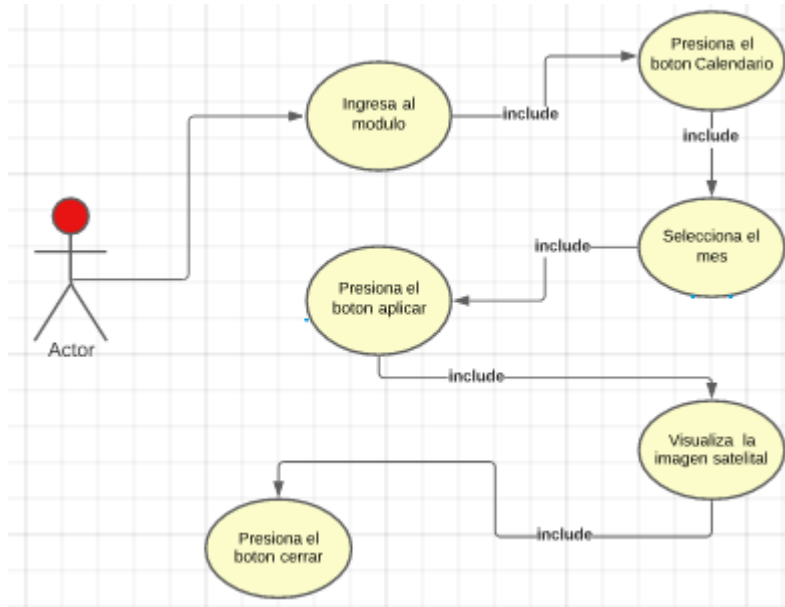 Presiona el
boton Calendario
Ingresa al
modulo
include
include
Selecciona el
mes
include
Presiona el
boton aplicar
Actor
include
Visualiza la
imagen satelital
include
Presiona el
boton cerrar